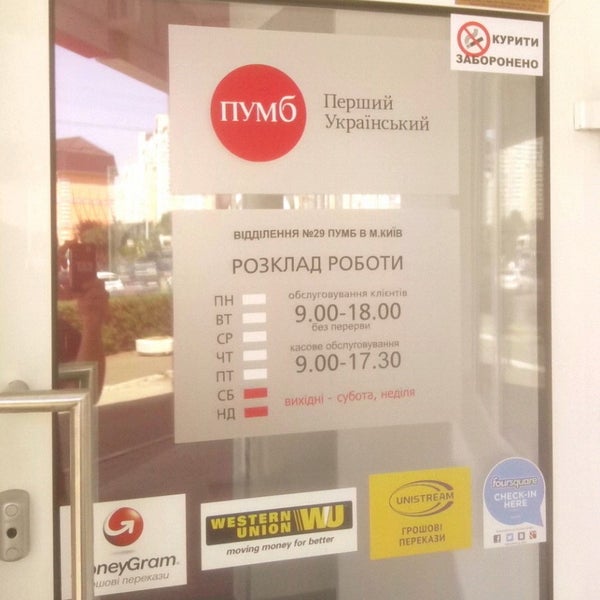 КУРИТИ
ЗАБОРОНЕНО
ПУМБ
Перший
Український
ВІДДІЛЕННЯ №29 ПУМБ В М.КИЇВ
РОЗКЛАД РОБОТИ
ПН
ВТ
СР
ЧТ
ПТ
СБ
НД
обслуговування клієнтів
9.00-18.00
без перерви
касове обслуговування
9.00-17.30
вихідні - субота, неділя
oneyGram
ошові перекази
WESTERN
UNION WU
moving money for better
UNISTREAM
ГРОШОВІ
ПЕРЕКАЗИ
foursquare
CHECK-IN
HERE